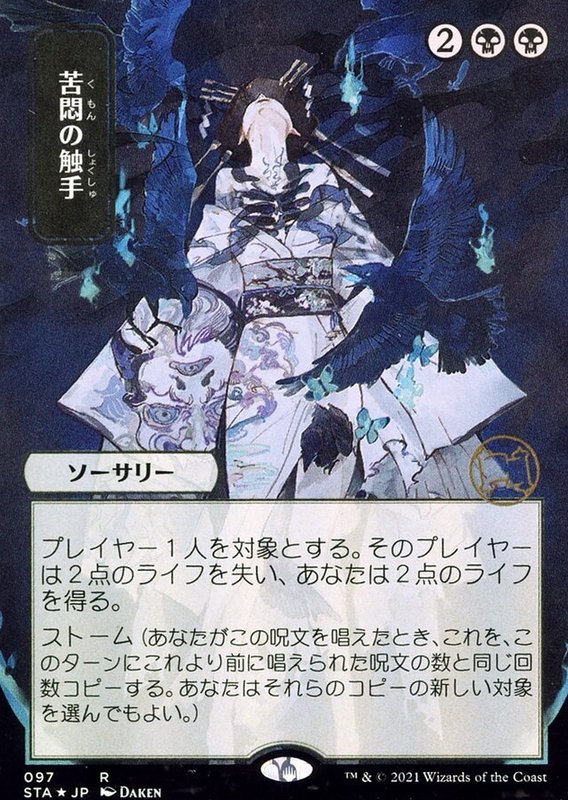 苦悶の触手
く もん
しょくしゅ
2
ソーサリー
プレイヤー1人を対象とする。そのプレイヤー
は2点のライフを失い、あなたは2点のライフ
を得る。
ストーム(あなたがこの呪文を唱えたとき、これを、こ
のターンにこれより前に唱えられた呪文の数と同じ回
数コピーする。あなたはそれらのコピーの新しい対象
を選んでもよい。)
097 R
STA ★ JP DAKEN
™ & © 2021 Wizards of the Coast